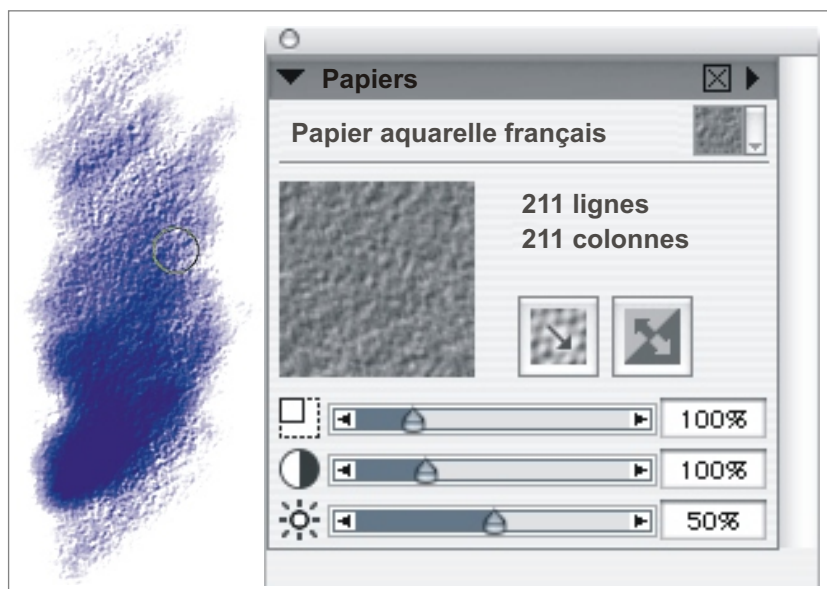 Papiers
Papier aquarelle français
211 lignes
211 colonnes
100%
100%
50%